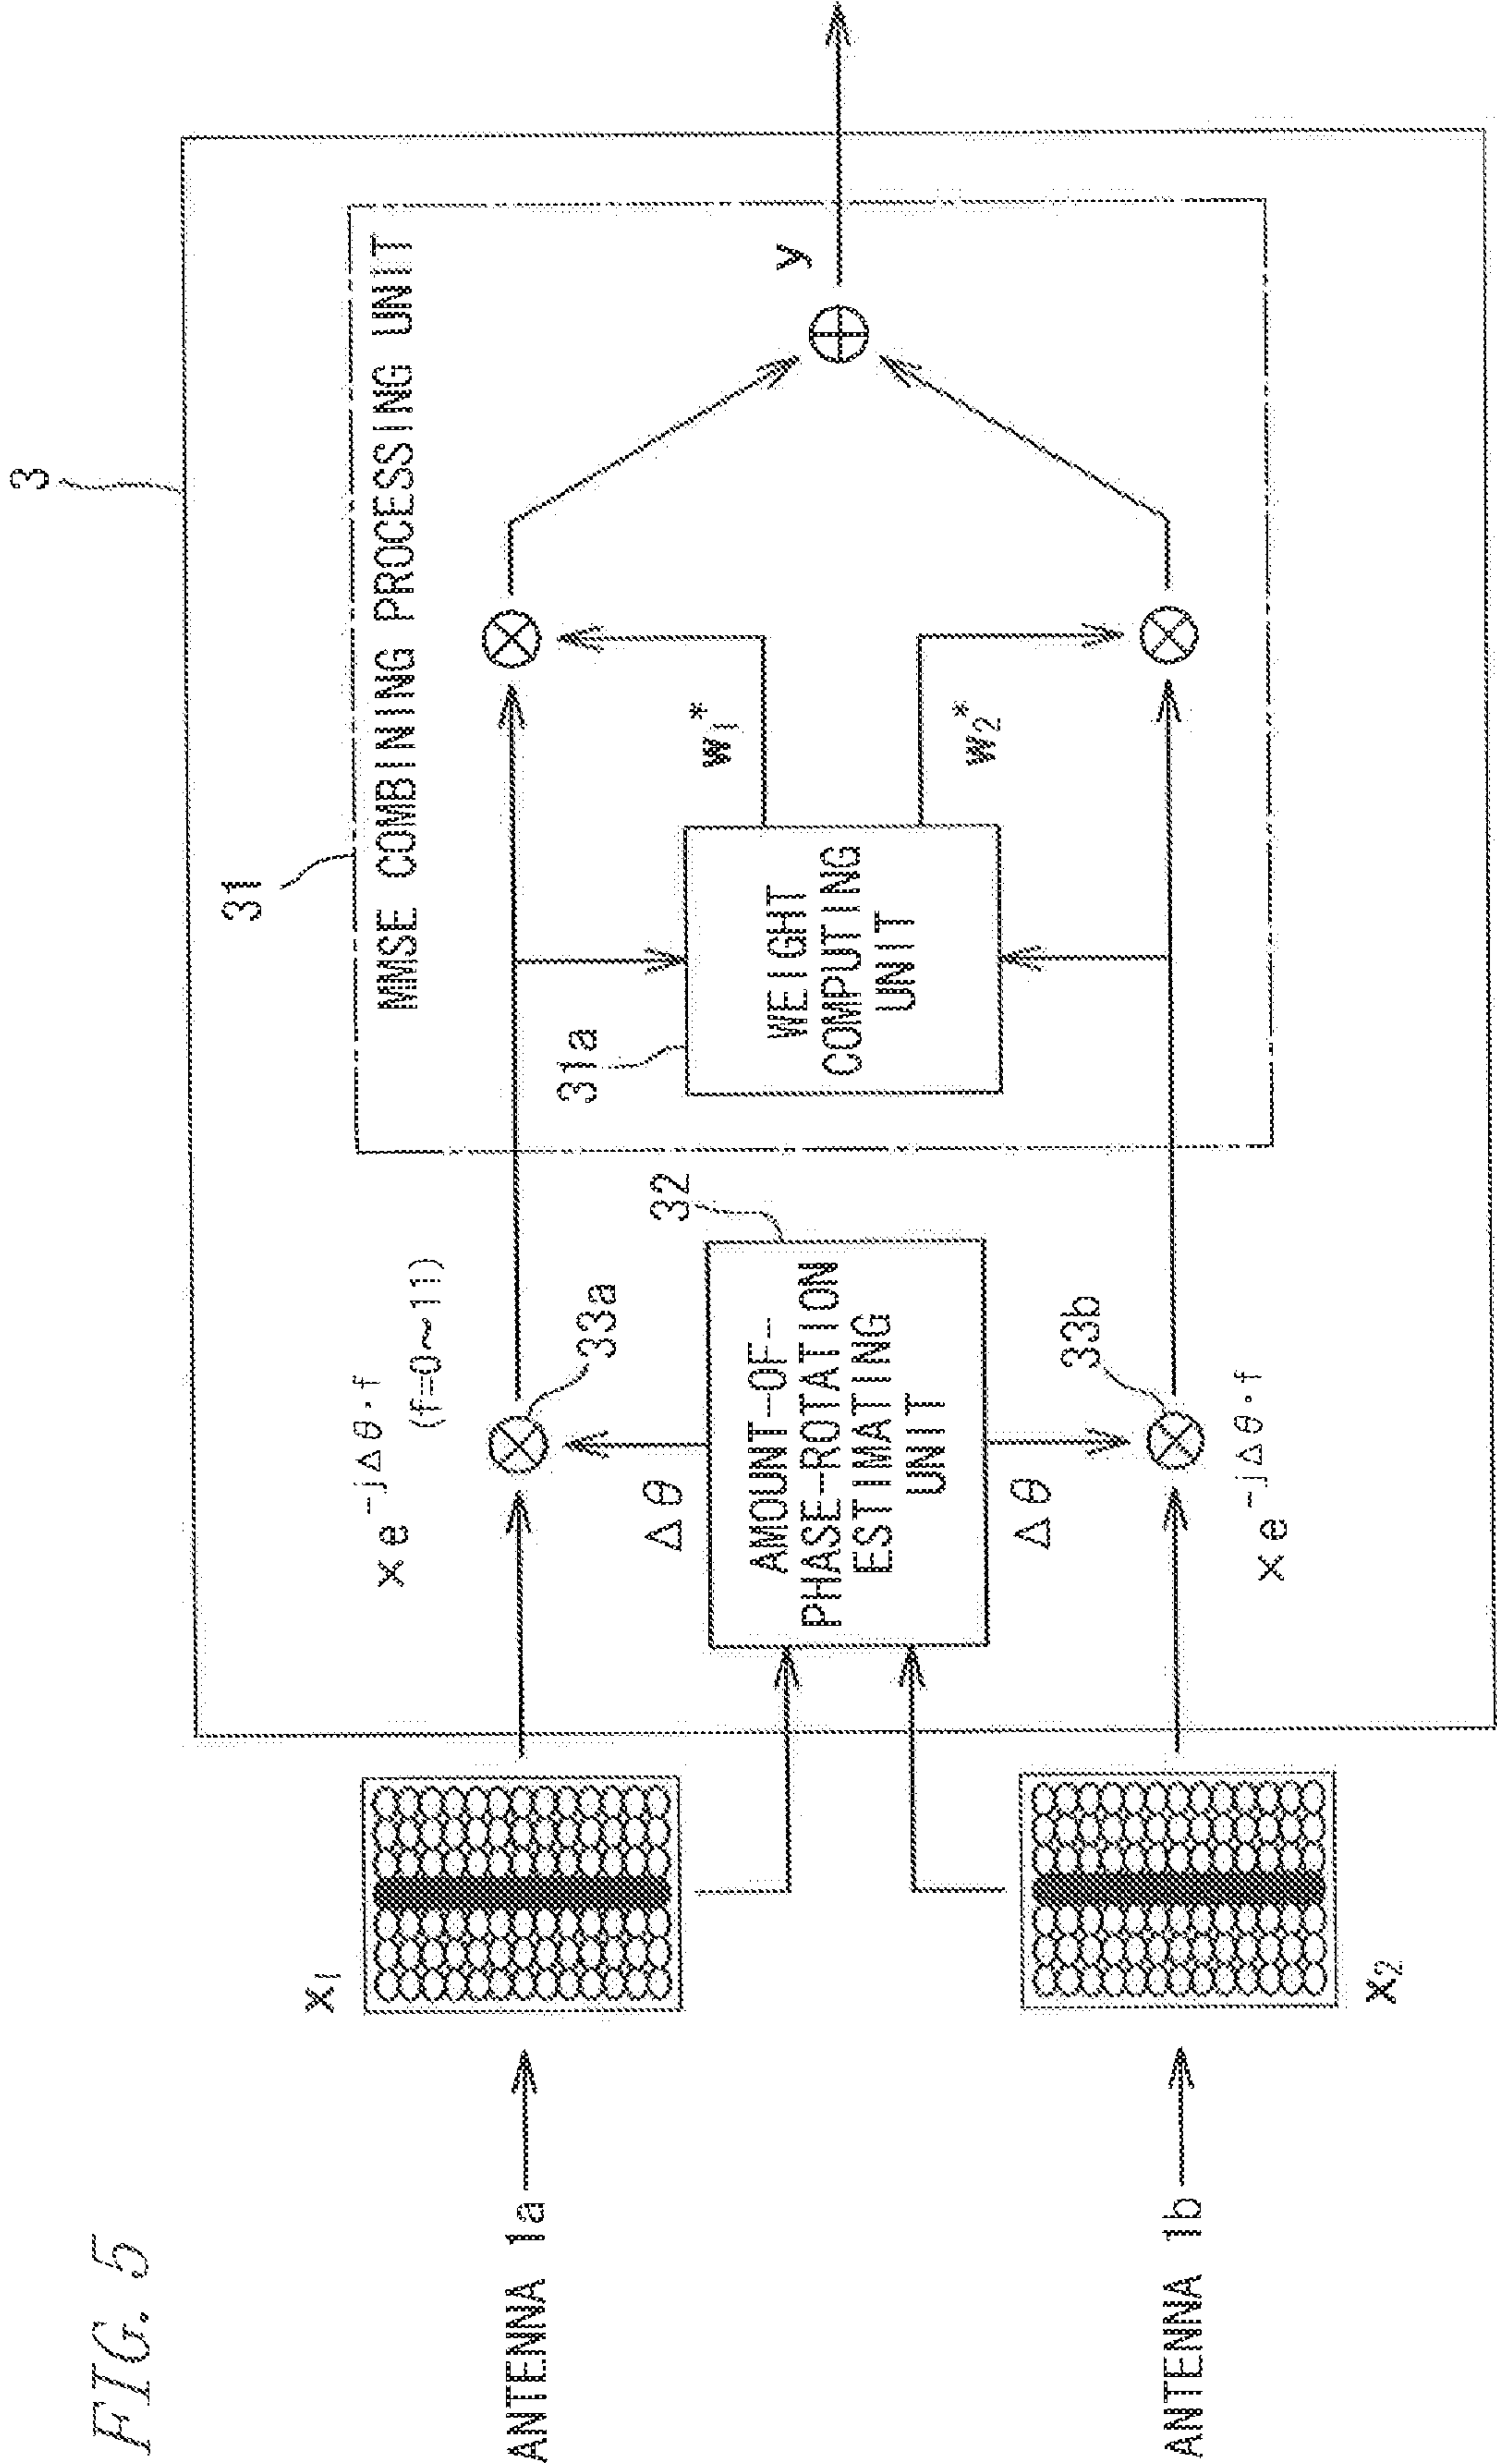 FIG. 5
3
31
MMSE COMBINING PROCESSING UNIT
x e^-jΔθ·f
(f=0~11)
33a
x₁
ANTENNA 1a
Δθ
32
AMOUNT-OF-
PHASE-ROTATION
ESTIMATING
UNIT
31a
WEIGHT
COMPUTING
UNIT
w₁*
w₂*
y
Δθ
33b
ANTENNA 1b
x₂
x e^-jΔθ·f